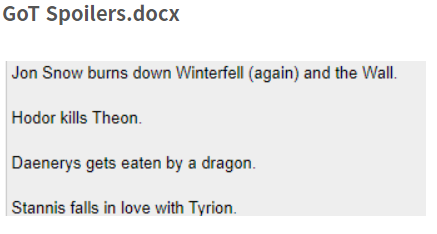 GoT Spoilers.docx
Jon Snow burns down Winterfell (again) and the Wall.
Hodor kills Theon.
Daenerys gets eaten by a dragon.
Stannis falls in love with Tyrion.